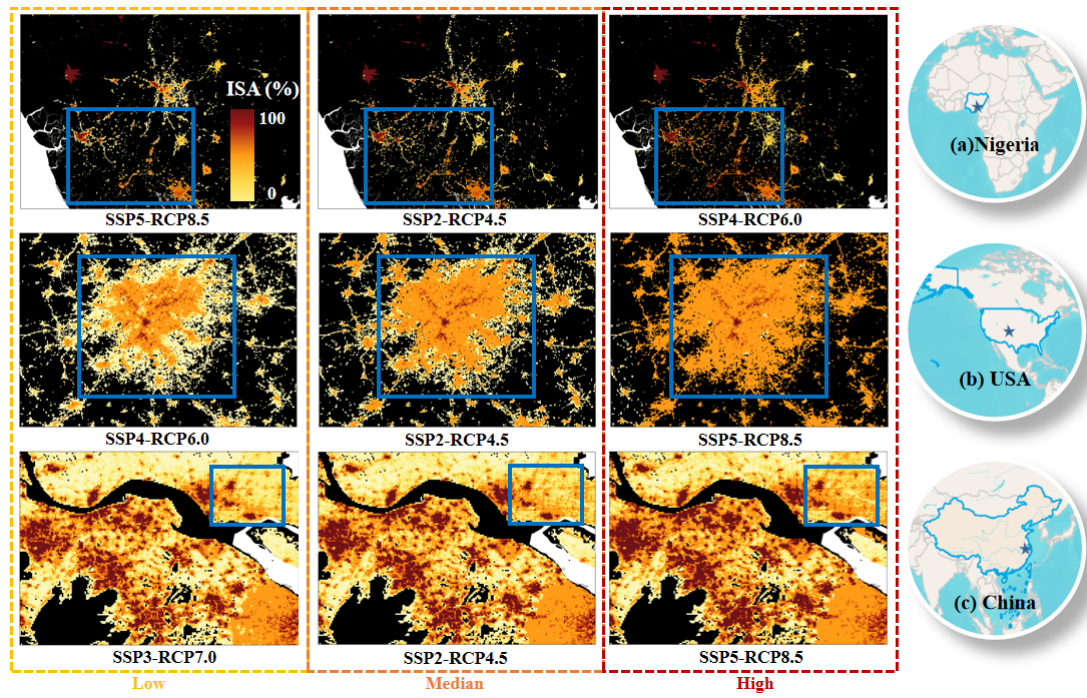 ISA (%)
100
0
SSP5-RCP8.5
SSP2-RCP4.5
SSP4-RCP6.0
(a)Nigeria
SSP4-RCP6.0
SSP2-RCP4.5
SSP5-RCP8.5
(b) USA
SSP3-RCP7.0
SSP2-RCP4.5
SSP5-RCP8.5
(c) China
Low
Median
High